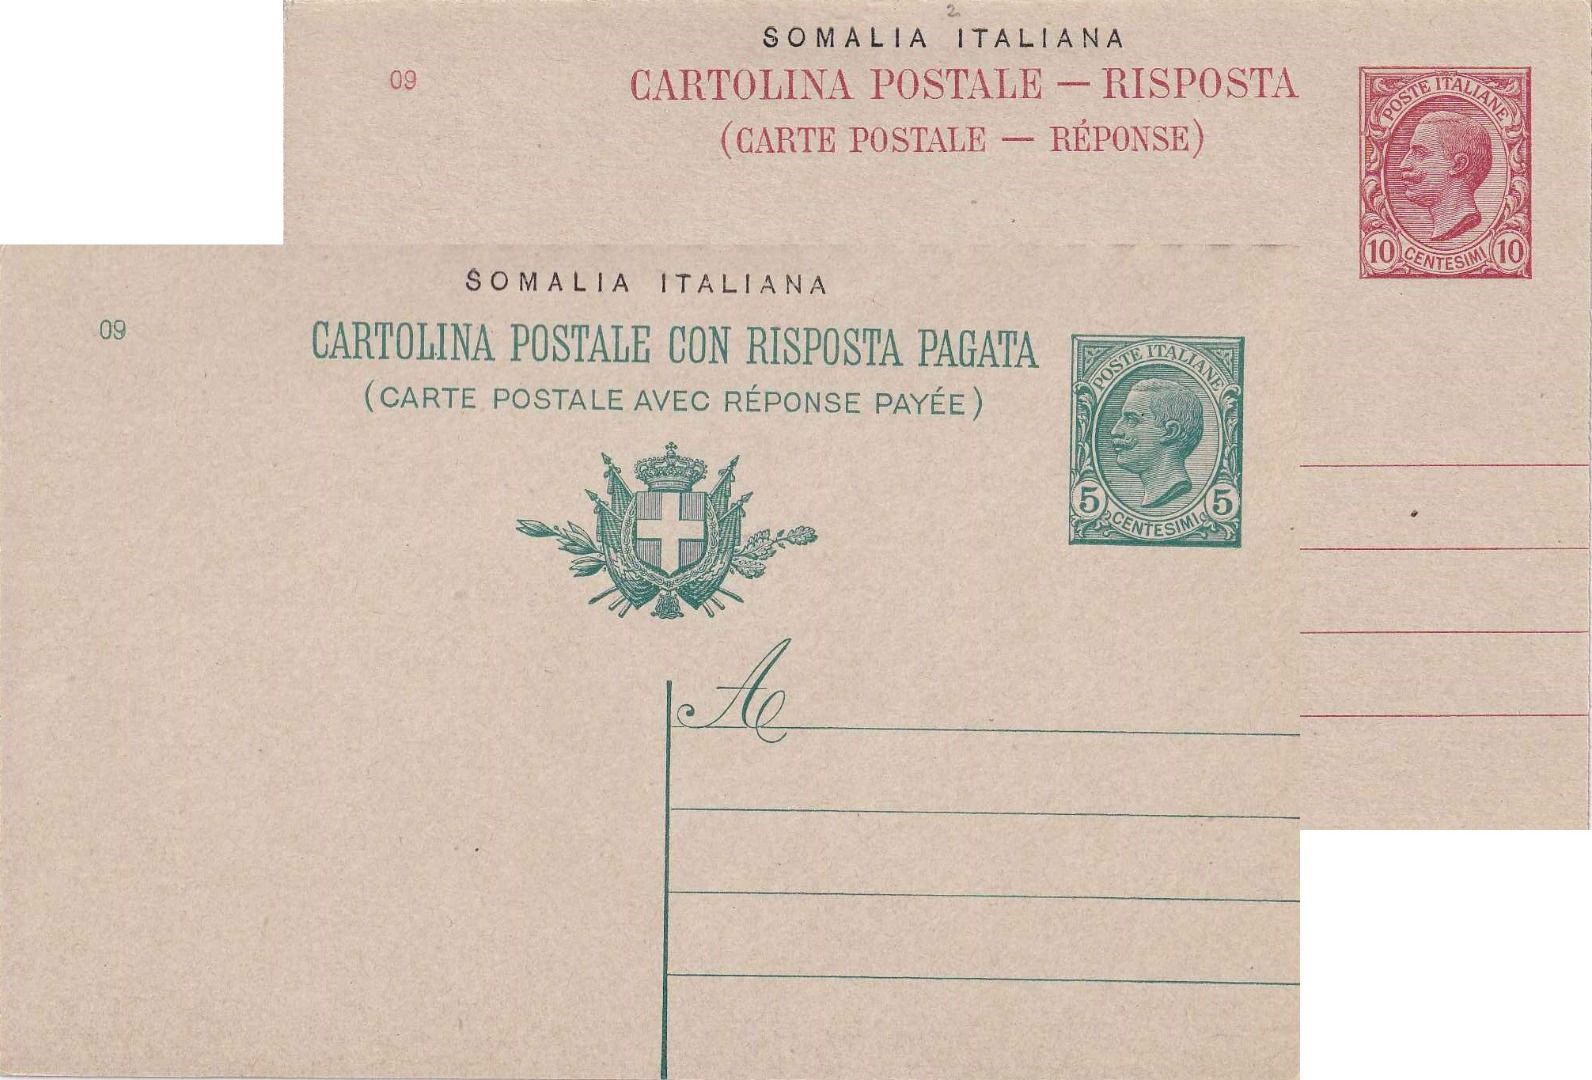 2
SOMALIA ITALIANA
09
CARTOLINA POSTALE — RISPOSTA
(CARTE POSTALE — RÉPONSE)
POSTE ITALIANE
10 CENTESIMI 10
SOMALIA ITALIANA
09
CARTOLINA POSTALE CON RISPOSTA PAGATA
(CARTE POSTALE AVEC RÉPONSE PAYÉE)
POSTE ITALIANE
5 CENTESIMI 5
A